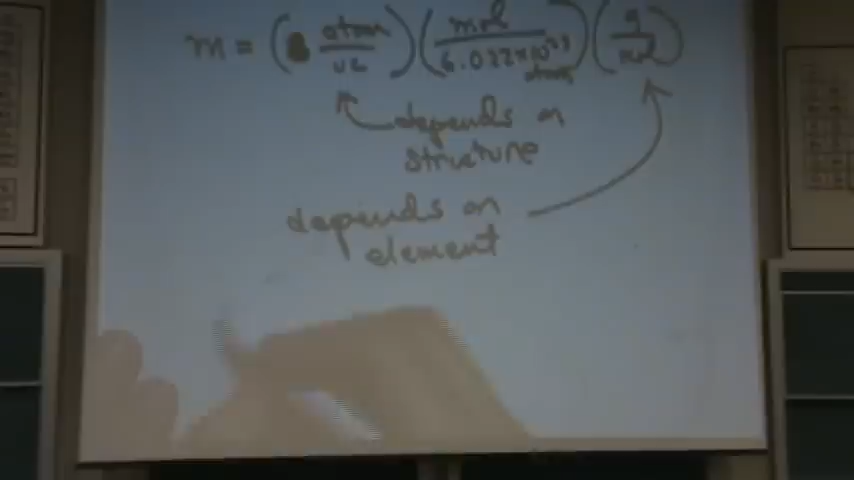 m = ( atom / uc ) ( mol / 6.022×10²³ atoms ) ( g / mol )
depends on
structure
depends on
element